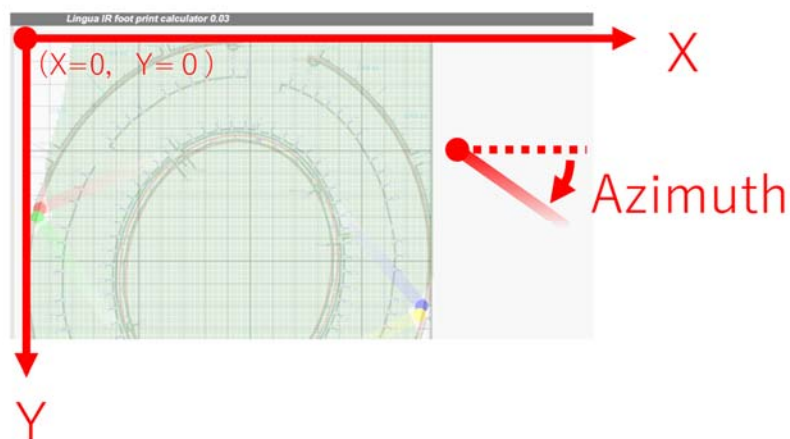 Lingua IR foot print calculator 0.03
(X=0, Y=0)
X
Azimuth
Y